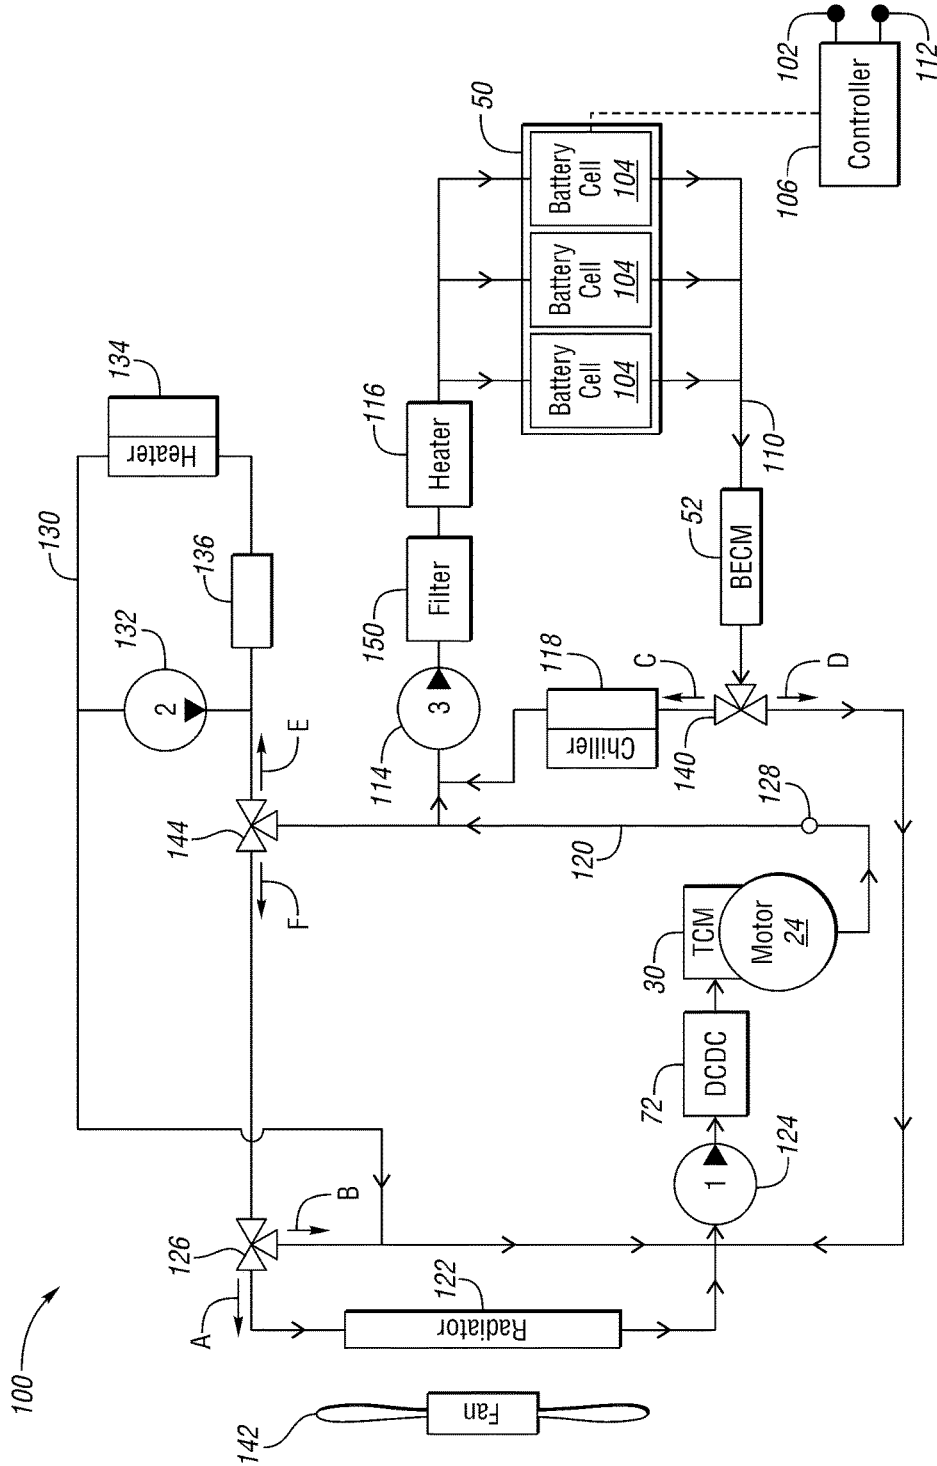 100
142
Fan
A
126
B
122
Radiator
130
144
F
E
132
2
136
134
Heater
114
3
150
Filter
116
Heater
50
Battery
Cell
104
Battery
Cell
104
Battery
Cell
104
110
52
BECM
140
C
D
118
Chiller
120
128
30
TCM
Motor
24
72
DCDC
1
124
102
112
106
Controller